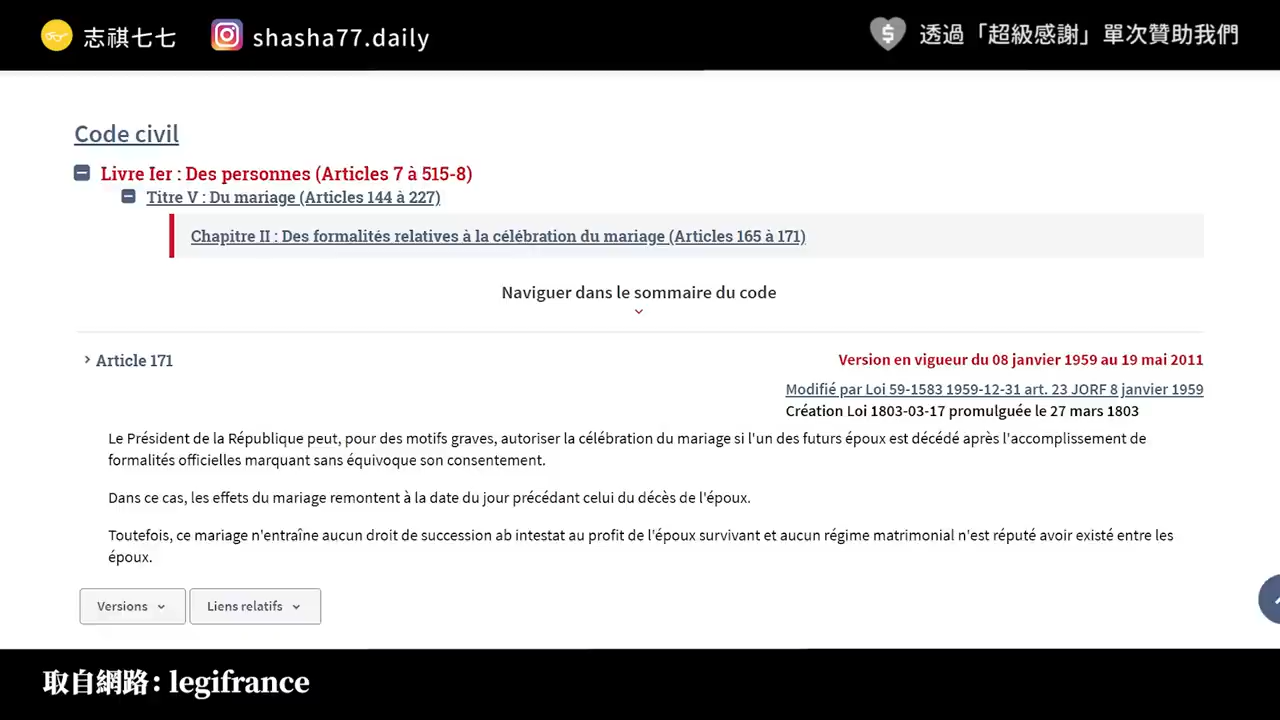 志祺七七
shasha77.daily
透過「超級感謝」單次贊助我們
Code civil
Livre Ier : Des personnes (Articles 7 à 515-8)
Titre V : Du mariage (Articles 144 à 227)
Chapitre II : Des formalités relatives à la célébration du mariage (Articles 165 à 171)
Naviguer dans le sommaire du code
Article 171
Version en vigueur du 08 janvier 1959 au 19 mai 2011
Modifié par Loi 59-1583 1959-12-31 art. 23 JORF 8 janvier 1959
Création Loi 1803-03-17 promulguée le 27 mars 1803
Le Président de la République peut, pour des motifs graves, autoriser la célébration du mariage si l'un des futurs époux est décédé après l'accomplissement de
formalités officielles marquant sans équivoque son consentement.
Dans ce cas, les effets du mariage remontent à la date du jour précédant celui du décès de l'époux.
Toutefois, ce mariage n'entraîne aucun droit de succession ab intestat au profit de l'époux survivant et aucun régime matrimonial n'est réputé avoir existé entre les
époux.
Versions
Liens relatifs
取自網路：legifrance